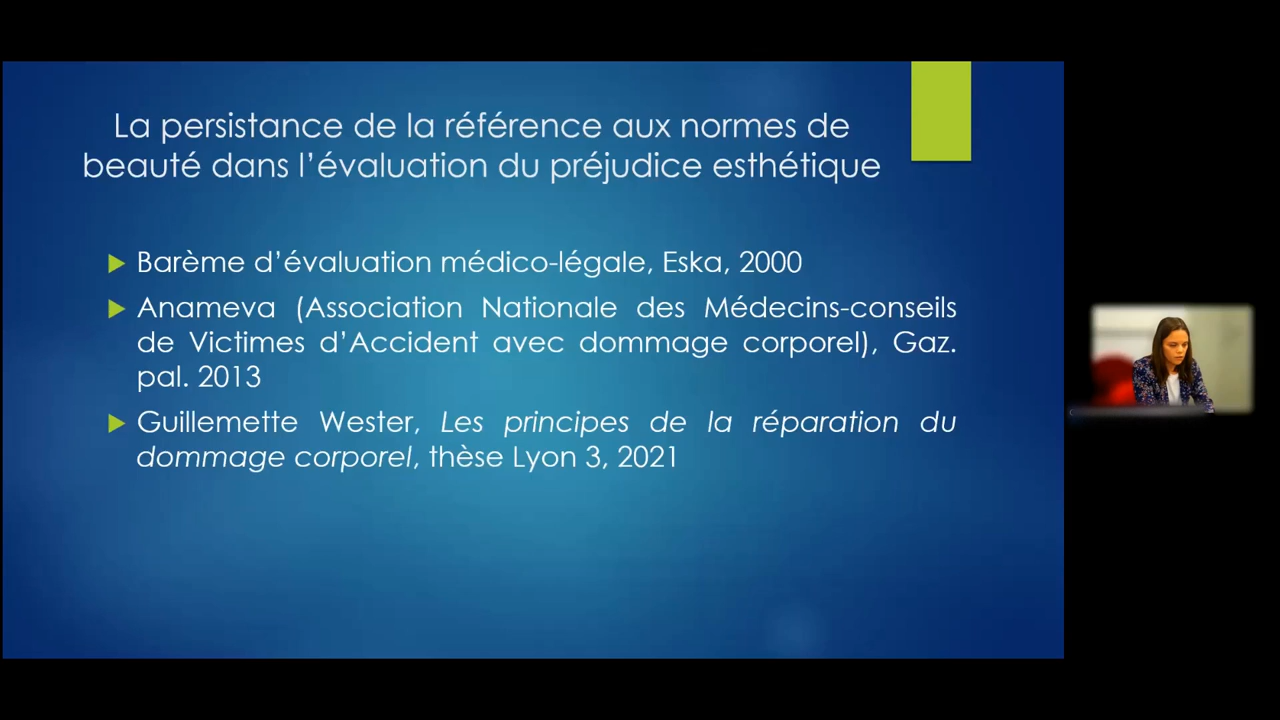 La persistance de la référence aux normes de
beauté dans l’évaluation du préjudice esthétique
Barème d’évaluation médico-légale, Eska, 2000
Anameva (Association Nationale des Médecins-conseils
de Victimes d’Accident avec dommage corporel), Gaz.
pal. 2013
Guillemette Wester, Les principes de la réparation du
dommage corporel, thèse Lyon 3, 2021